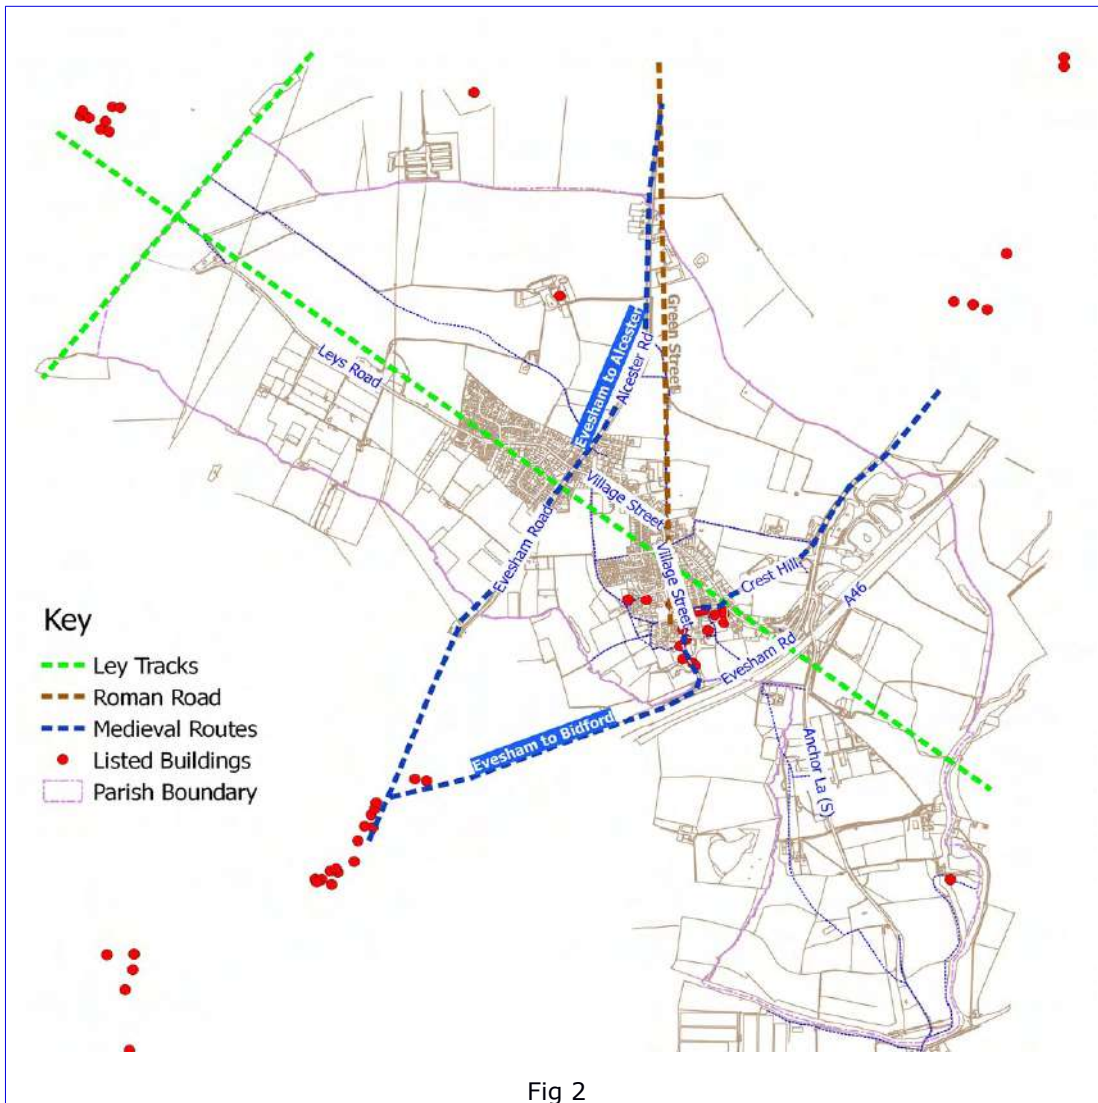 Evesham to Alcester
Alcester Rd
Green Street
Leys Road
Village Street
Evesham Road
Village Street
Crest Hill
A46
Evesham Rd
Evesham to Bidford
Anchor La (S)
Key
Ley Tracks
Roman Road
Medieval Routes
Listed Buildings
Parish Boundary
Fig 2